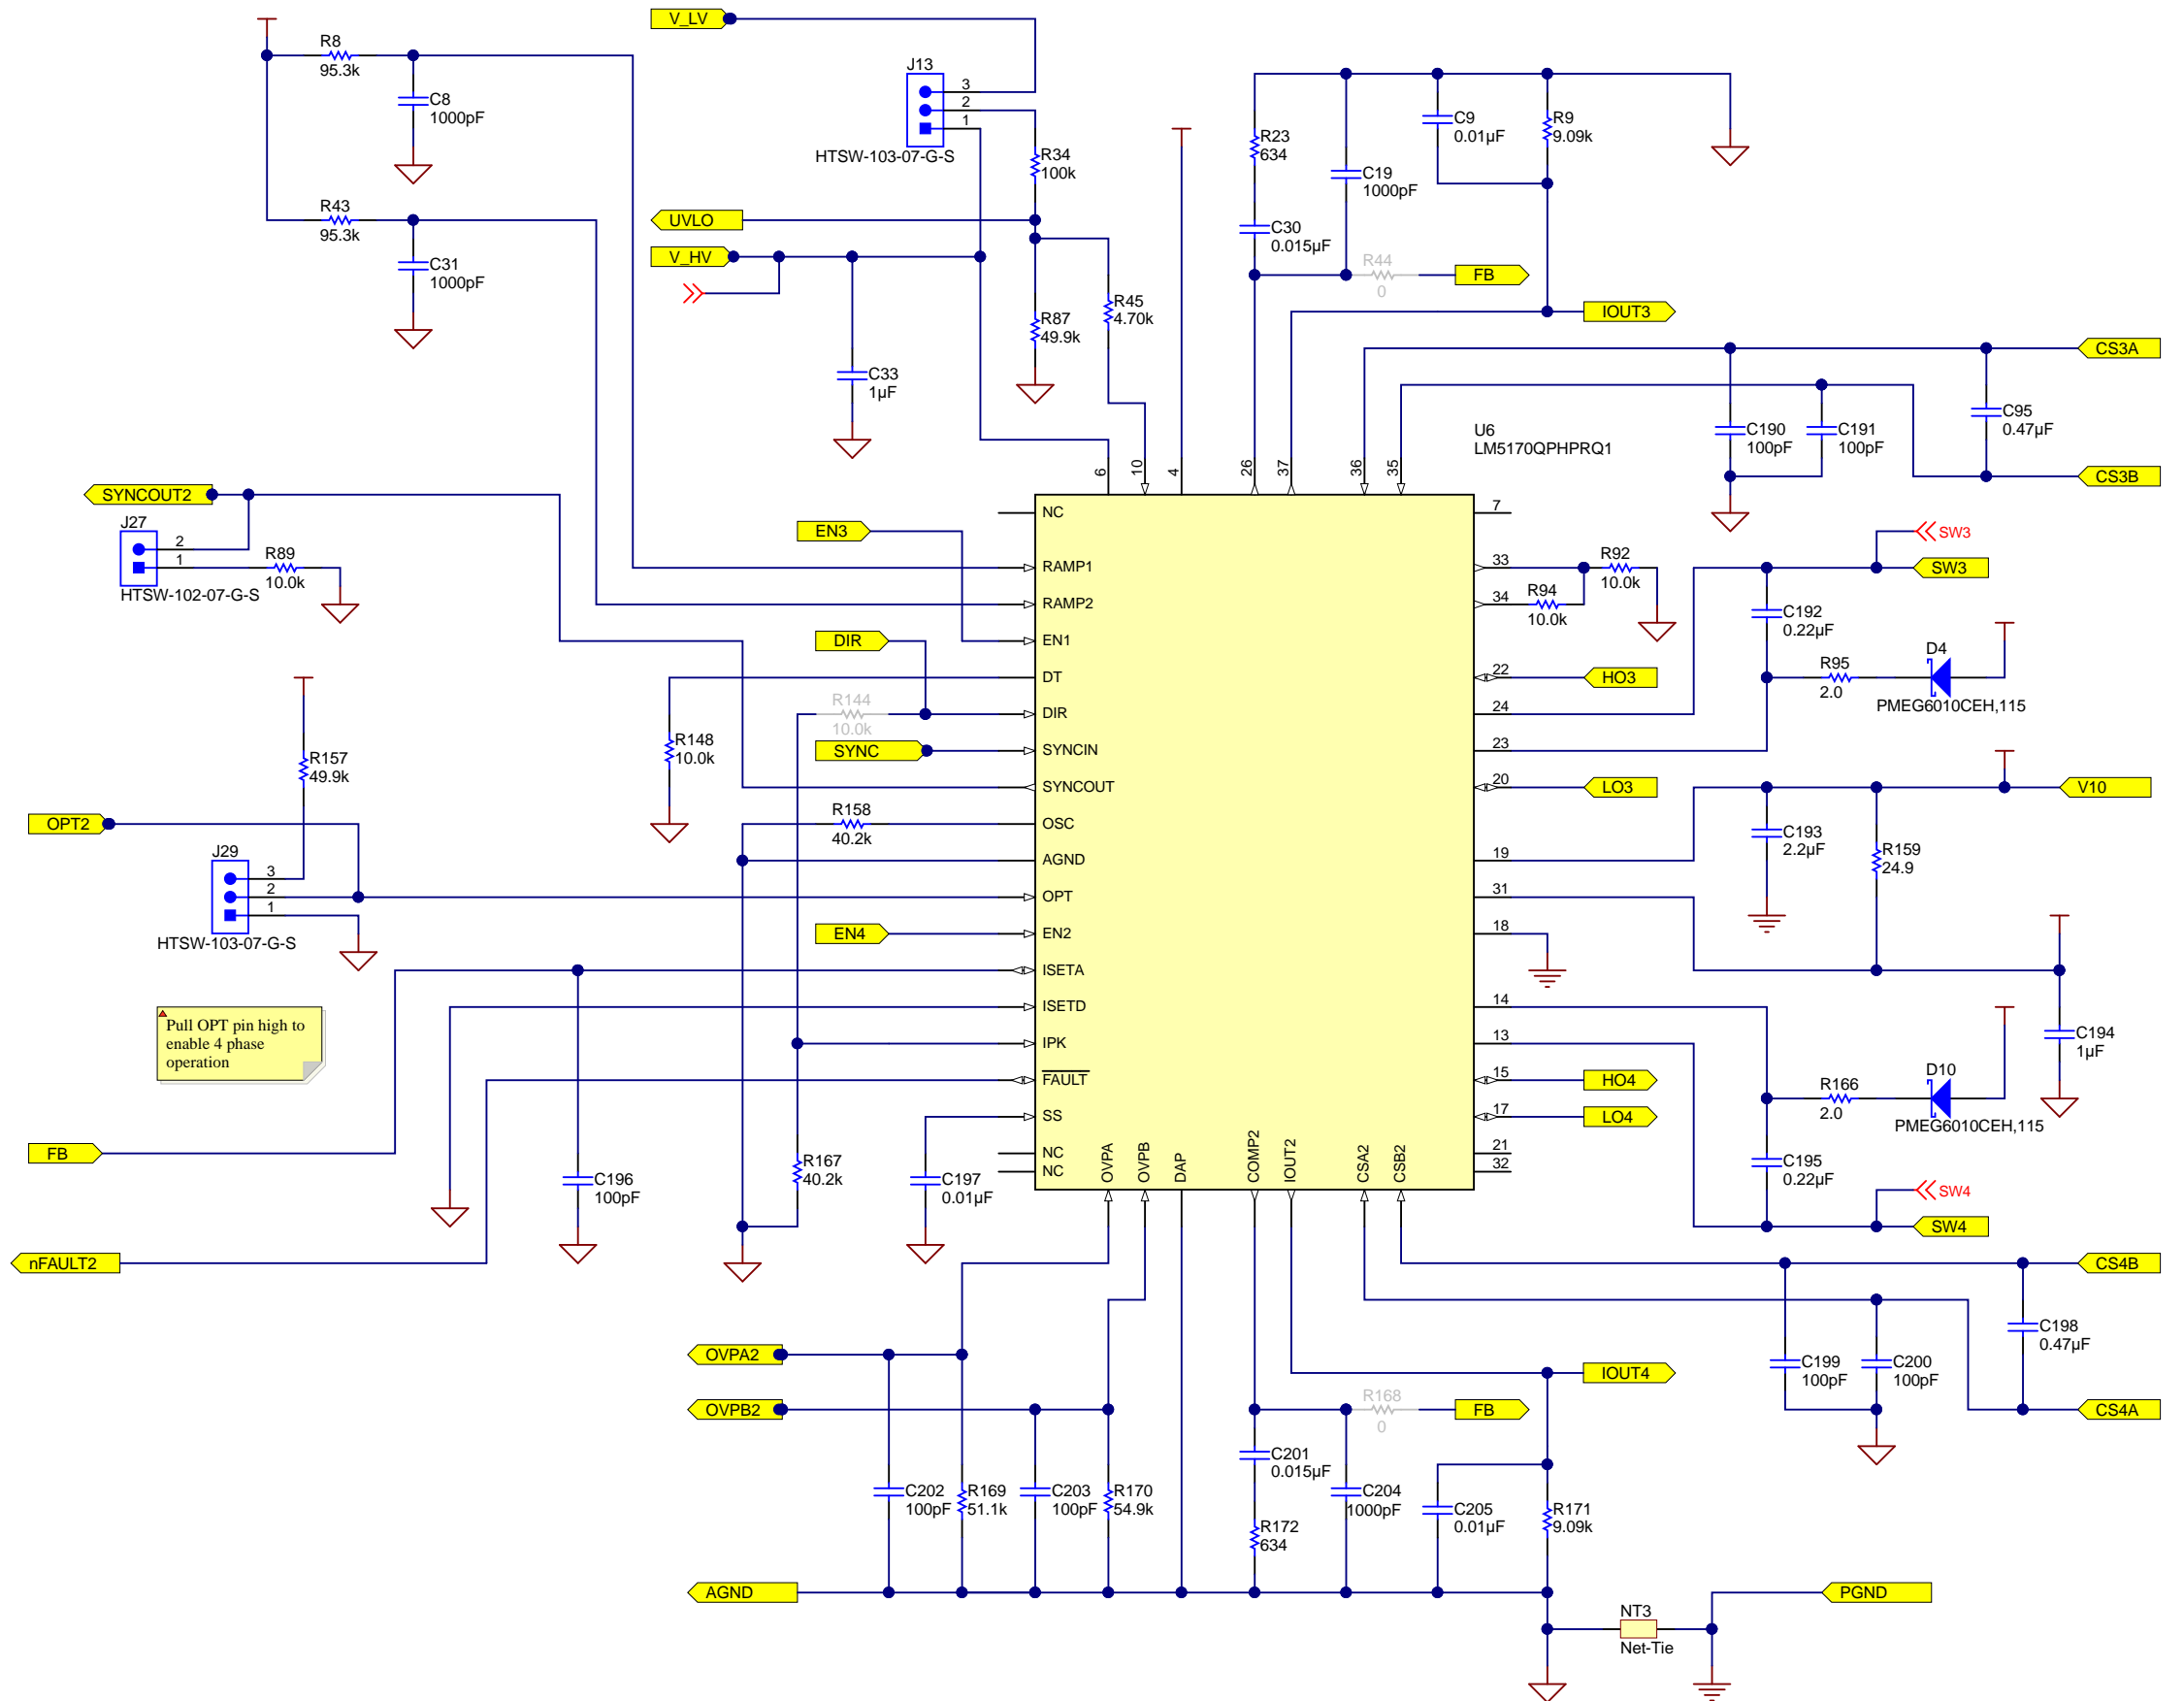 V_LV
R8
95.3k
C8
1000pF
R43
95.3k
C31
1000pF
J13
3
2
1
HTSW-103-07-G-S
R34
100k
UVLO
V_HV
R45
4.70k
R87
49.9k
C33
1µF
R23
634
C30
0.015µF
C19
1000pF
C9
0.01µF
R9
9.09k
R44
0
FB
IOUT3
CS3A
C190
100pF
C191
100pF
C95
0.47µF
CS3B
U6
LM5170QPHPRQ1
6
10
4
26
37
36
35
SYNCOUT2
J27
2
1
HTSW-102-07-G-S
R89
10.0k
EN3
DIR
R144
10.0k
SYNC
R148
10.0k
R158
40.2k
R157
49.9k
OPT2
J29
3
2
1
HTSW-103-07-G-S
EN4
Pull OPT pin high to
enable 4 phase
operation
FB
C196
100pF
R167
40.2k
C197
0.01µF
nFAULT2
NC
RAMP1
RAMP2
EN1
DT
DIR
SYNCIN
SYNCOUT
OSC
AGND
OPT
EN2
ISETA
ISETD
IPK
FAULT
SS
NC
NC
OVPA
OVPB
DAP
COMP2
IOUT2
CSA2
CSB2
7
33
34
22
24
23
20
19
31
18
14
13
15
17
21
32
R92
10.0k
R94
10.0k
SW3
SW3
C192
0.22µF
R95
2.0
D4
PMEG6010CEH,115
HO3
LO3
V10
C193
2.2µF
R159
24.9
C194
1µF
R166
2.0
D10
PMEG6010CEH,115
HO4
LO4
C195
0.22µF
SW4
SW4
CS4B
C198
0.47µF
C199
100pF
C200
100pF
CS4A
OVPA2
OVPB2
C202
100pF
R169
51.1k
C203
100pF
R170
54.9k
IOUT4
R168
0
FB
C201
0.015µF
R172
634
C204
1000pF
C205
0.01µF
R171
9.09k
AGND
PGND
NT3
Net-Tie